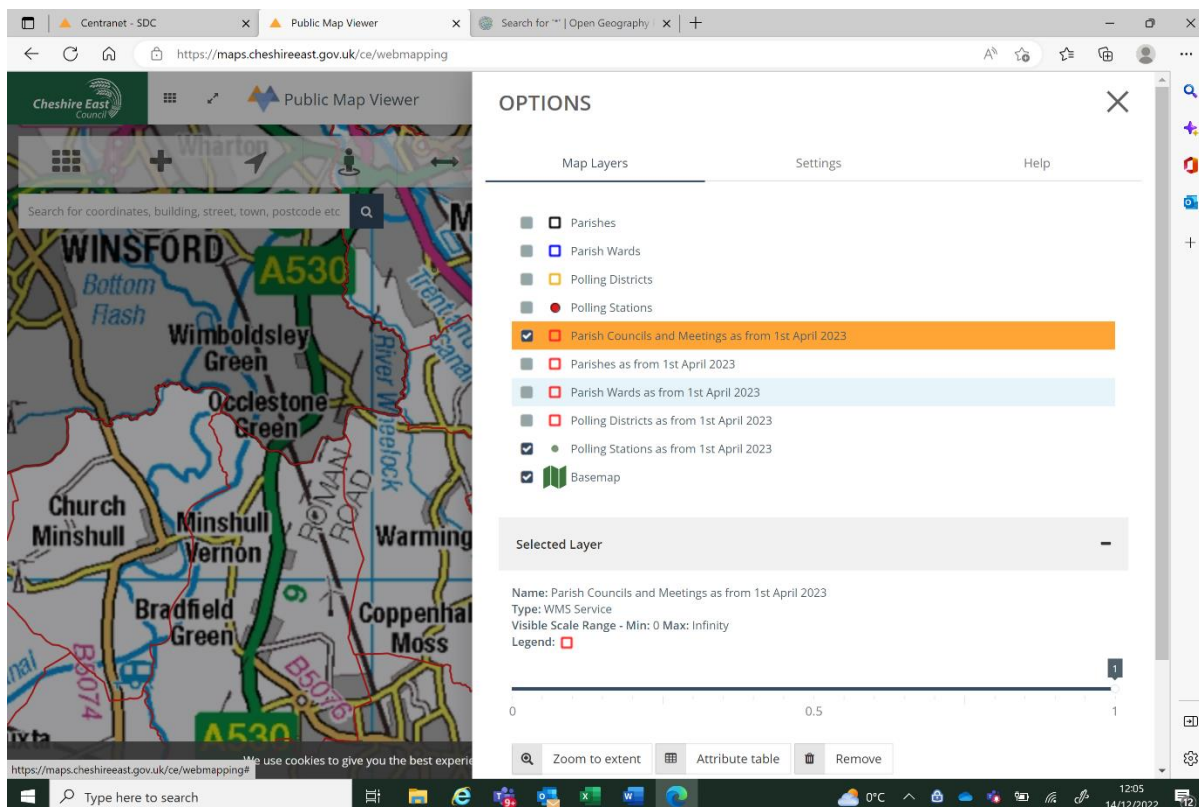 Centranet - SDC
Public Map Viewer
Search for '*' | Open Geography
https://maps.cheshireeast.gov.uk/ce/webmapping
Cheshire East
Council
Public Map Viewer
OPTIONS
Map Layers
Settings
Help
Search for coordinates, building, street, town, postcode etc
Parishes
Parish Wards
Polling Districts
Polling Stations
Parish Councils and Meetings as from 1st April 2023
Parishes as from 1st April 2023
Parish Wards as from 1st April 2023
Polling Districts as from 1st April 2023
Polling Stations as from 1st April 2023
Basemap
Selected Layer
Name: Parish Councils and Meetings as from 1st April 2023
Type: WMS Service
Visible Scale Range - Min: 0 Max: Infinity
Legend:
1
0
0.5
1
Zoom to extent
Attribute table
Remove
Wharton
WINSFORD
A530
Bottom
Flash
Wimboldsley
Green
River Wheelock
Occlestone
Green
ROMAN
ROAD
Church
Minshull
Minshull
Vernon
Warming
6
Bradfield
Green
Coppenhal
Moss
B5074
B5076
A530
We use cookies to give you the best experie
https://maps.cheshireeast.gov.uk/ce/webmapping#
Type here to search
9+
0°C
12:05
14/12/2022